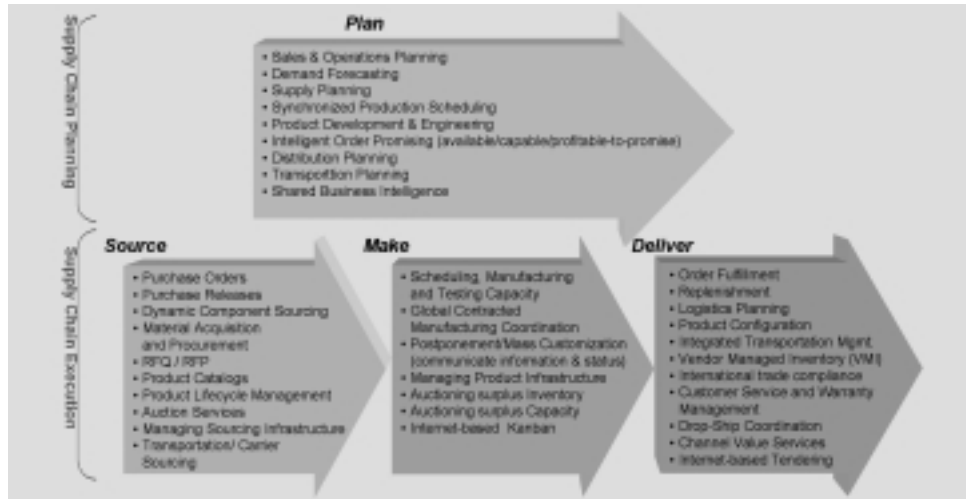 Supply Chain Planning
Plan
• Sales & Operations Planning
• Demand Forecasting
• Supply Planning
• Synchronized Production Scheduling
• Product Development & Engineering
• Intelligent Order Promising (available/capable/profitable-to-promise)
• Distribution Planning
• Transporttion Planning
• Shared Business Intelligence
Supply Chain Execution
Source
• Purchase Orders
• Purchase Releases
• Dynamic Component Sourcing
• Material Acquisition
and Procurement
• RFQ / RFP
• Product Catalogs
• Product Lifecycle Management
• Auction Services
• Managing Sourcing Infrastructure
• Transportation/ Carrier
Sourcing
Make
• Scheduling, Manufacturing
and Testing Capacity
• Global Contracted
Manufacturing Coordination
• Postponement/Mass Customization
(communicate information & status)
• Managing Product Infrastructure
• Auctioning surplus Inventory
• Auctioning surplus Capacity
• Internet-based Kanban
Deliver
• Order Fulfillment
• Replenishment
• Logistics Planning
• Product Configuration
• Integrated Transportation Mgmt.
• Vendor Managed Inventory (VMI)
• International trade compliance
• Customer Service and Warranty
Management
• Drop-Ship Coordination
• Channel Value Services
• Internet-based Tendering